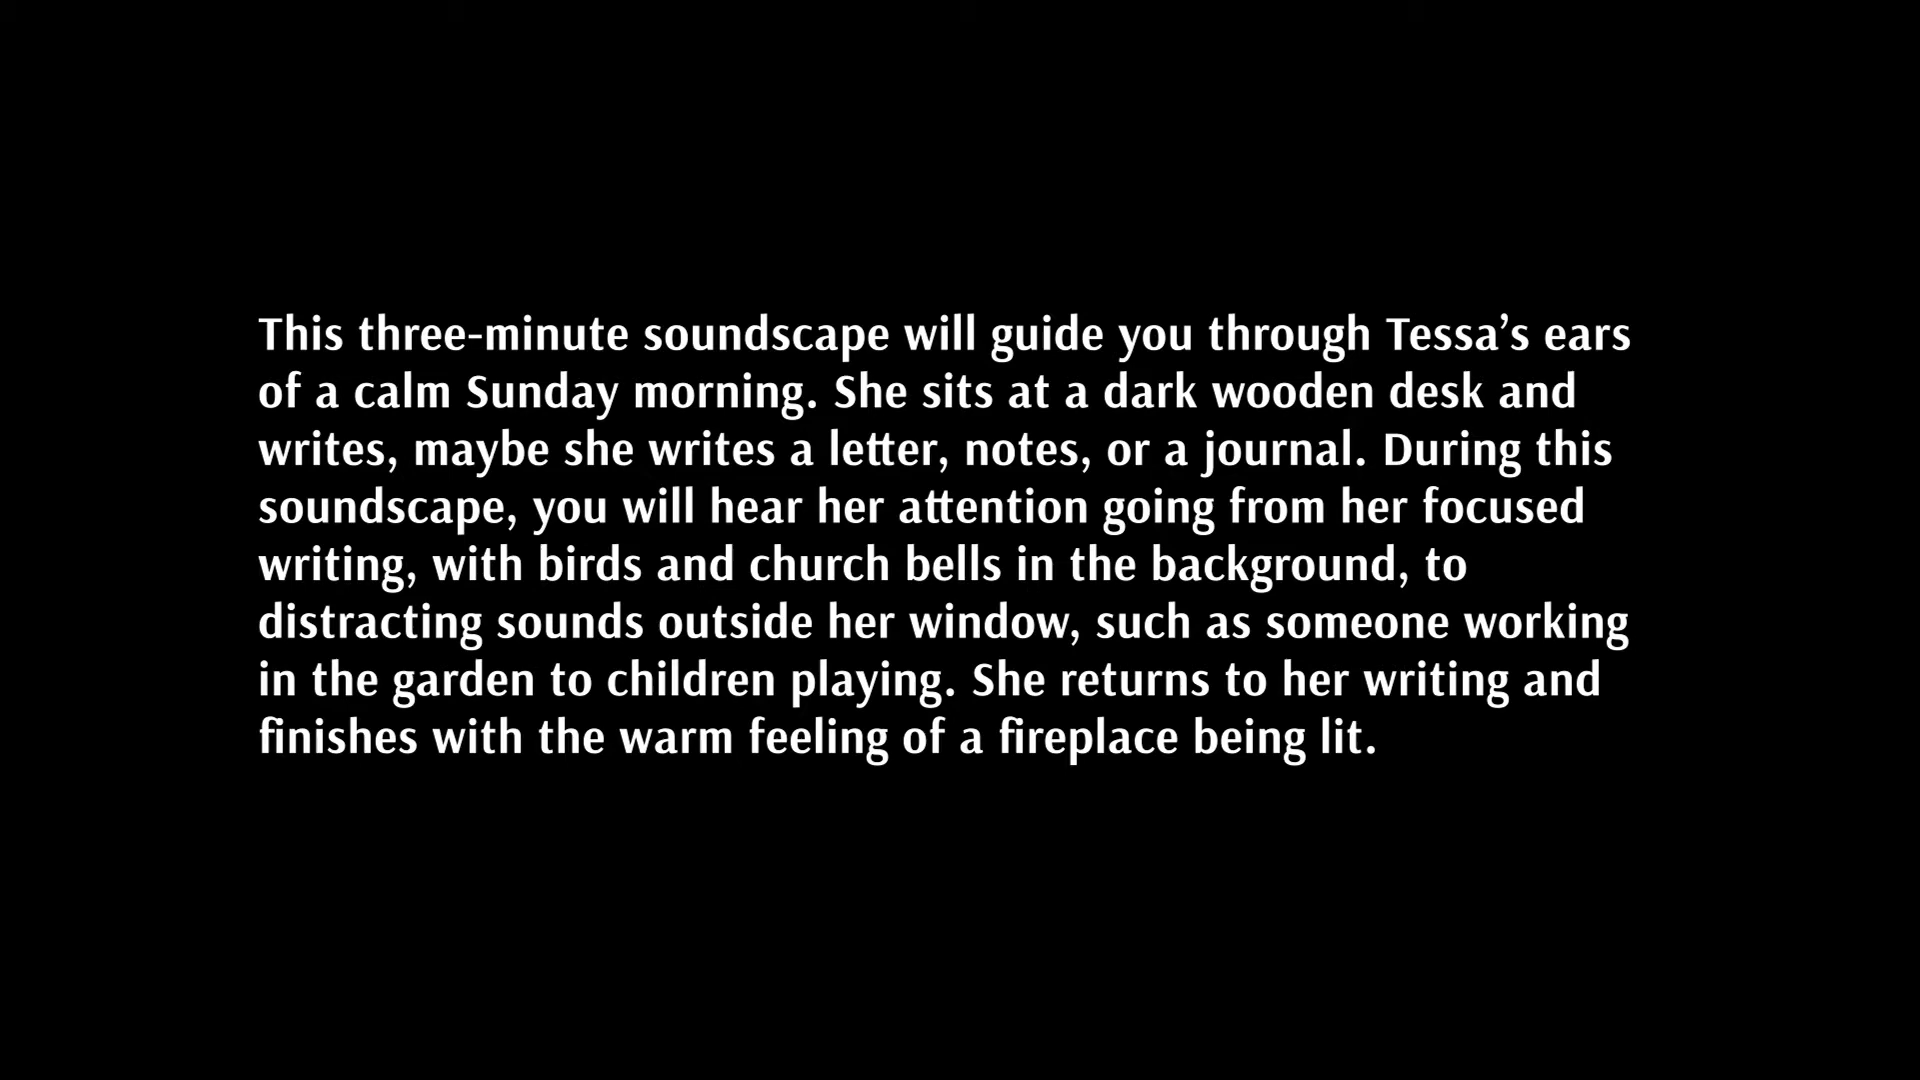 This three-minute soundscape will guide you through Tessa’s ears
of a calm Sunday morning. She sits at a dark wooden desk and
writes, maybe she writes a letter, notes, or a journal. During this
soundscape, you will hear her attention going from her focused
writing, with birds and church bells in the background, to
distracting sounds outside her window, such as someone working
in the garden to children playing. She returns to her writing and
finishes with the warm feeling of a fireplace being lit.